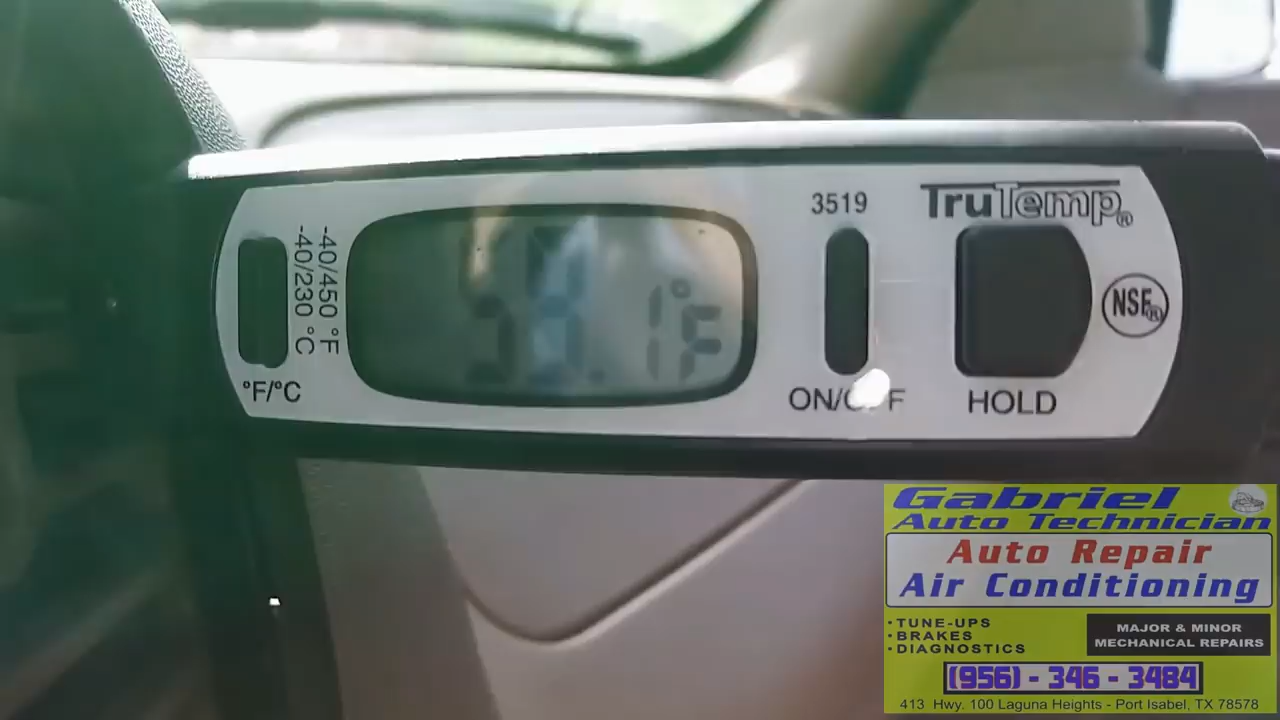 -40/450 °F
-40/230 °C
°F/°C
°F
3519
ON/OFF
TruTemp®
HOLD
NSF®
Gabriel
Auto Technician
Auto Repair
Air Conditioning
• TUNE-UPS
• BRAKES
• DIAGNOSTICS
MAJOR & MINOR
MECHANICAL REPAIRS
(956) - 346 - 3484
413 Hwy. 100 Laguna Heights - Port Isabel, TX 78578